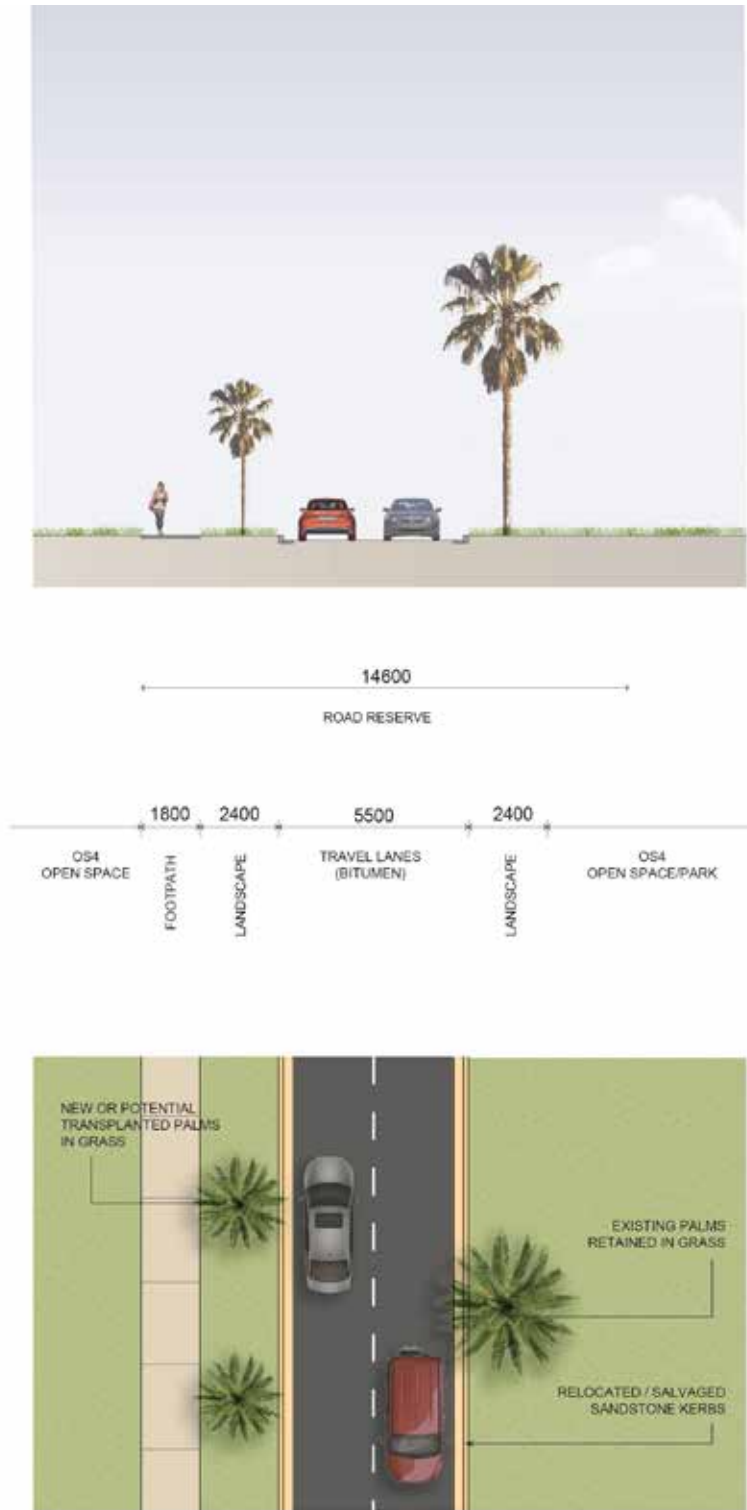 14600
ROAD RESERVE
1800
2400
5500
2400
OS4
OPEN SPACE
FOOTPATH
LANDSCAPE
TRAVEL LANES
(BITUMEN)
LANDSCAPE
OS4
OPEN SPACE/PARK
NEW OR POTENTIAL
TRANSPLANTED PALMS
IN GRASS
EXISTING PALMS
RETAINED IN GRASS
RELOCATED / SALVAGED
SANDSTONE KERBS